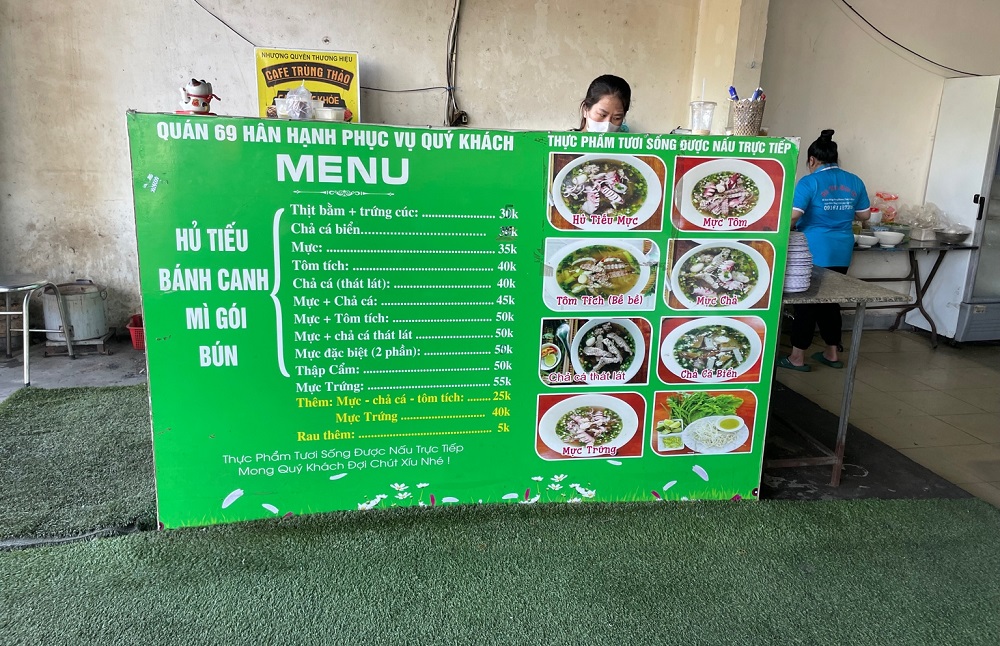 NHƯỢNG QUYỀN THƯƠNG HIỆU
CAFE TRUNG THẢO
KHỎE
QUÁN 69 HÂN HẠNH PHỤC VỤ QUÝ KHÁCH
MENU
HỦ TIẾU
BÁNH CANH
MÌ GÓI
BÚN
Thịt bằm + trứng cúc: 30k
Chả cá biển
Mực: 35k
Tôm tích: 40k
Chả cá (thát lát): 40k
Mực + Chả cá: 45k
Mực + Tôm tích: 50k
Mực + chả cá thát lát 50k
Mực đặc biệt (2 phần): 50k
Thập Cẩm: 50k
Mực Trứng: 55k
Thêm: Mực - chả cá - tôm tích: 25k
Mực Trứng 40k
Rau thêm: 5k
Thực Phẩm Tươi Sống Được Nấu Trực Tiếp
Mong Quý Khách Đợi Chút Xíu Nhé !
THỰC PHẨM TƯƠI SỐNG ĐƯỢC NẤU TRỰC TIẾP
Hủ Tiếu Mực
Mực Tôm
Tôm Tích (Bề bề)
Mực Chả
Chả cá thát lát
Chả Cá Biển
Mực Trứng